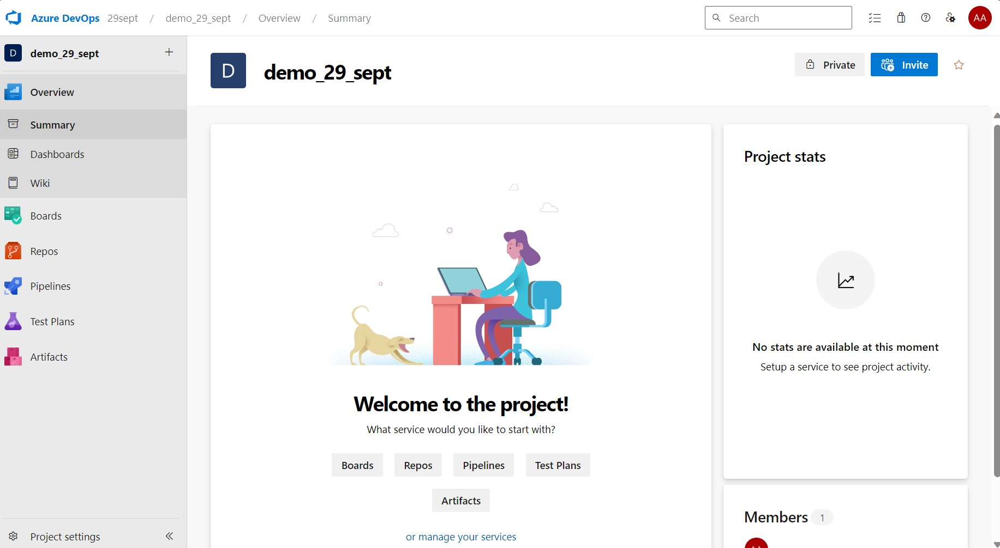 Azure DevOps 29sept / demo_29_sept / Overview / Summary
Search
AA
D demo_29_sept
Overview
Summary
Dashboards
Wiki
Boards
Repos
Pipelines
Test Plans
Artifacts
Project settings
D demo_29_sept
Private
Invite
Welcome to the project!
What service would you like to start with?
Boards Repos Pipelines Test Plans
Artifacts
or manage your services
Project stats
No stats are available at this moment
Setup a service to see project activity.
Members 1